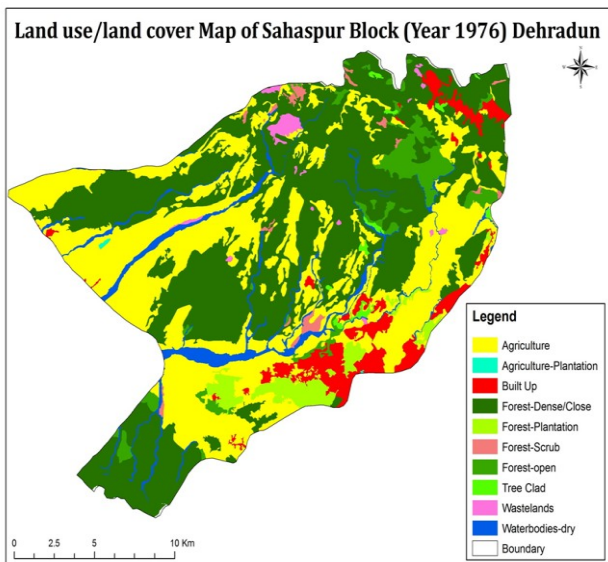 Land use/land cover Map of Sahaspur Block (Year 1976) Dehradun
Legend
Agriculture
Agriculture-Plantation
Built Up
Forest-Dense/Close
Forest-Plantation
Forest-Scrub
Forest-open
Tree Clad
Wastelands
Waterbodies-dry
Boundary
0 2.5 5 10 Km